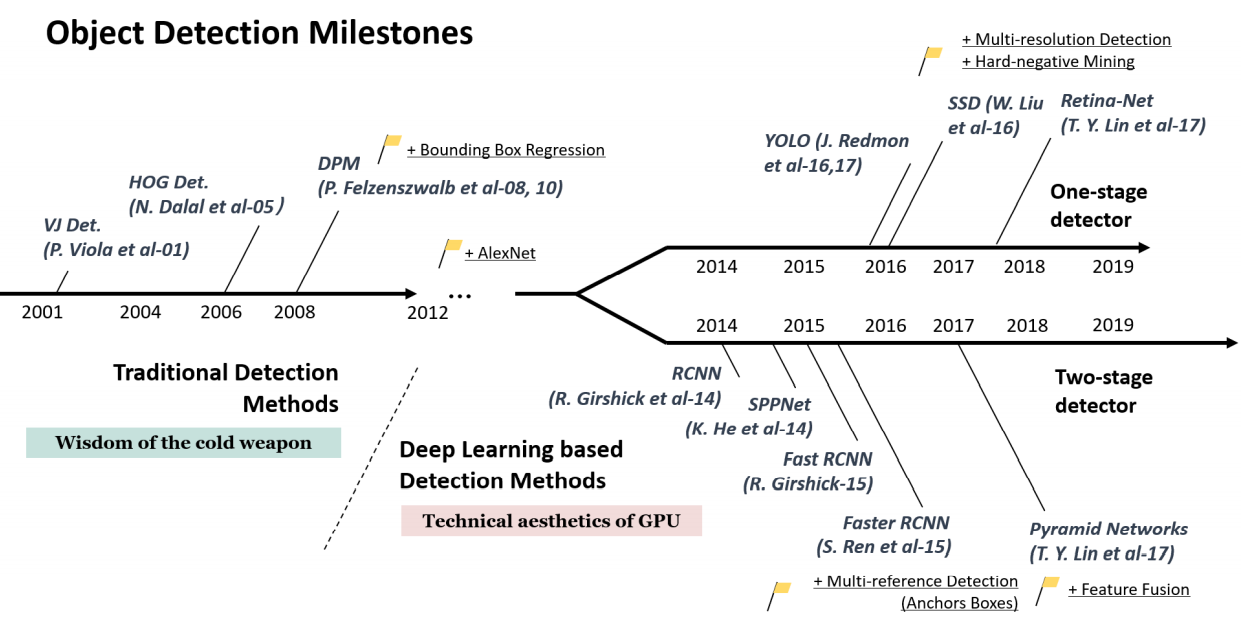 Object Detection Milestones
+ Multi-resolution Detection
+ Hard-negative Mining
SSD (W. Liu
et al-16)
Retina-Net
(T. Y. Lin et al-17)
YOLO (J. Redmon
et al-16,17)
+ Bounding Box Regression
DPM
(P. Felzenszwalb et al-08, 10)
HOG Det.
(N. Dalal et al-05)
VJ Det.
(P. Viola et al-01)
+ AlexNet
One-stage
detector
2014 2015 2016 2017 2018 2019
2001 2004 2006 2008 2012 ...
2014 2015 2016 2017 2018 2019
Traditional Detection
Methods
Wisdom of the cold weapon
Deep Learning based
Detection Methods
Technical aesthetics of GPU
Two-stage
detector
RCNN
(R. Girshick et al-14)
SPPNet
(K. He et al-14)
Fast RCNN
(R. Girshick-15)
Faster RCNN
(S. Ren et al-15)
Pyramid Networks
(T. Y. Lin et al-17)
+ Multi-reference Detection
(Anchors Boxes)
+ Feature Fusion